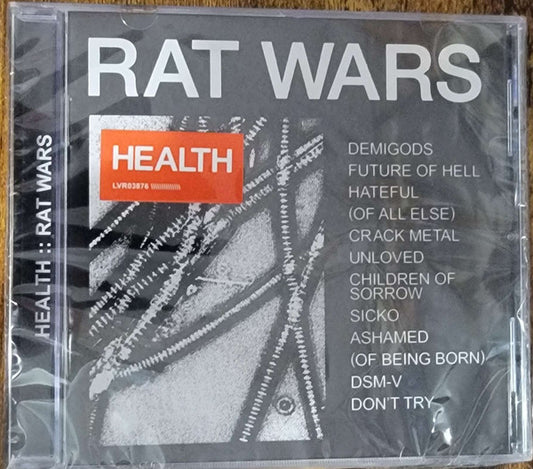 RAT WARS
HEALTH
LVR03876
DEMIGODS
FUTURE OF HELL
HATEFUL
(OF ALL ELSE)
CRACK METAL
UNLOVED
CHILDREN OF
SORROW
SICKO
ASHAMED
(OF BEING BORN)
DSM-V
DON'T TRY
HEALTH :: RAT WARS